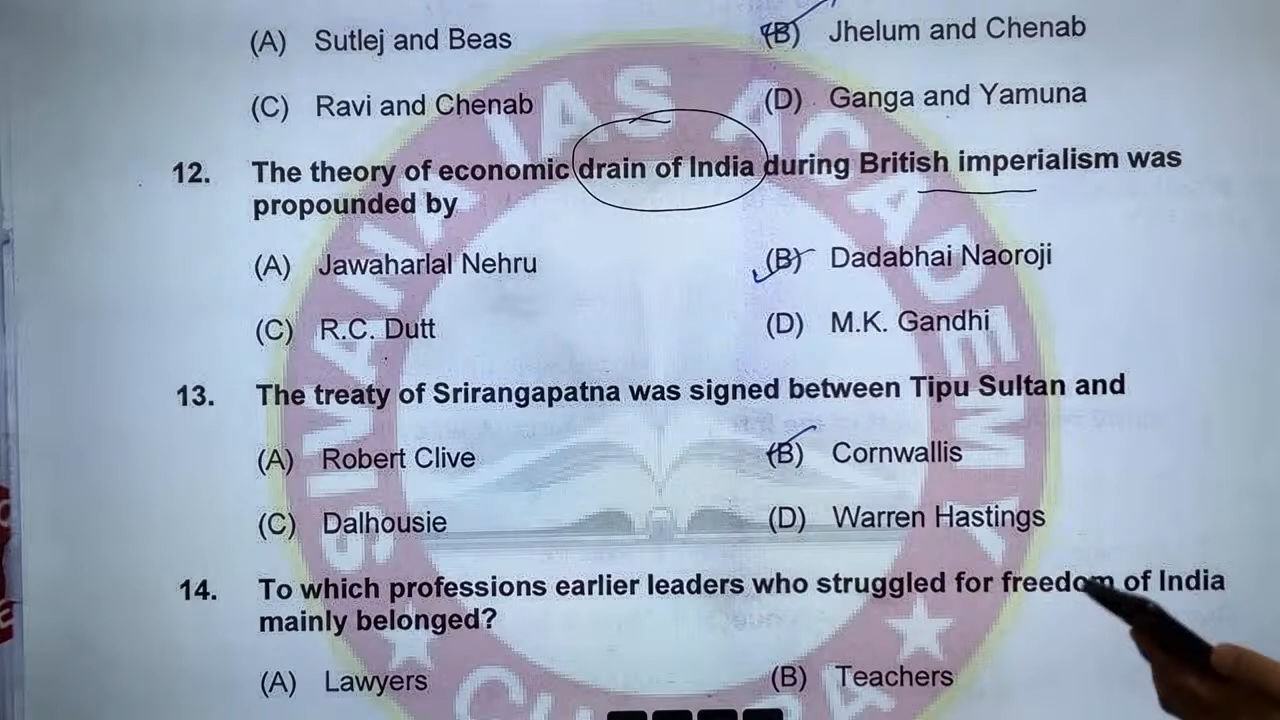 (A) Sutlej and Beas (B) Jhelum and Chenab
(C) Ravi and Chenab (D) Ganga and Yamuna
12. The theory of economic drain of India during British imperialism was
propounded by
(A) Jawaharlal Nehru (B) Dadabhai Naoroji
(C) R.C. Dutt (D) M.K. Gandhi
13. The treaty of Srirangapatna was signed between Tipu Sultan and
(A) Robert Clive (B) Cornwallis
(C) Dalhousie (D) Warren Hastings
14. To which professions earlier leaders who struggled for freedom of India
mainly belonged?
(A) Lawyers (B) Teachers
SIVANA IAS ACADEMY